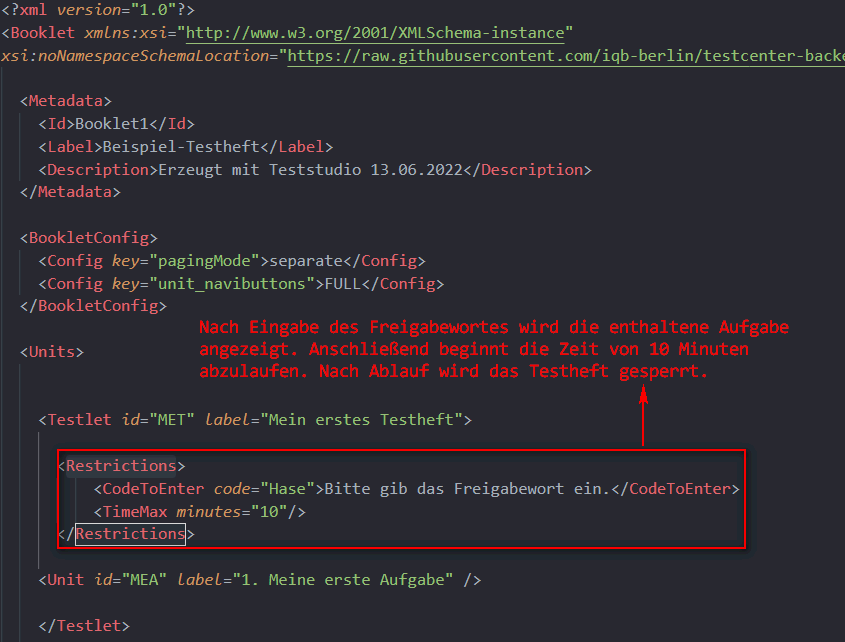 <?xml version="1.0"?>
<Booklet xmlns:xsi="http://www.w3.org/2001/XMLSchema-instance"
xsi:noNamespaceSchemaLocation="https://raw.githubusercontent.com/iqb-berlin/testcenter-backe
<Metadata>
<Id>Booklet1</Id>
<Label>Beispiel-Testheft</Label>
<Description>Erzeugt mit Teststudio 13.06.2022</Description>
</Metadata>
<BookletConfig>
<Config key="pagingMode">separate</Config>
<Config key="unit_navibuttons">FULL</Config>
</BookletConfig>
Nach Eingabe des Freigabewortes wird die enthaltene Aufgabe
angezeigt. Anschließend beginnt die Zeit von 10 Minuten
abzulaufen. Nach Ablauf wird das Testheft gesperrt.
<Units>
<Testlet id="MET" label="Mein erstes Testheft">
<Restrictions>
<CodeToEnter code="Hase">Bitte gib das Freigabewort ein.</CodeToEnter>
<TimeMax minutes="10"/>
</Restrictions>
<Unit id="MEA" label="1. Meine erste Aufgabe" />
</Testlet>